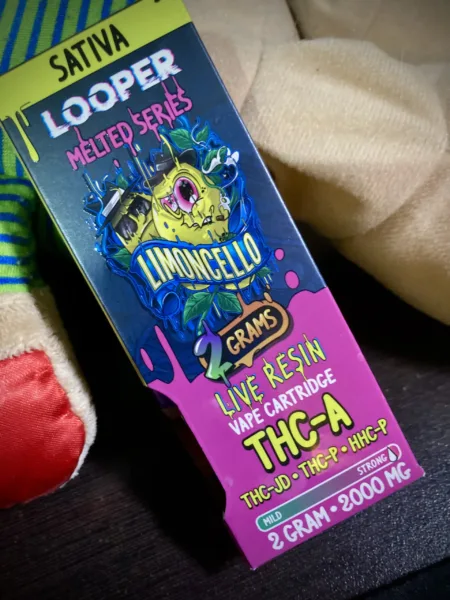 SATIVA
LOOPER
MELTED SERIES
LIMONCELLO
2 GRAMS
LIVE RESIN
VAPE CARTRIDGE
THC-A
THC-JD • THC-P • HHC-P
MILD STRONG
2 GRAM • 2000 MG